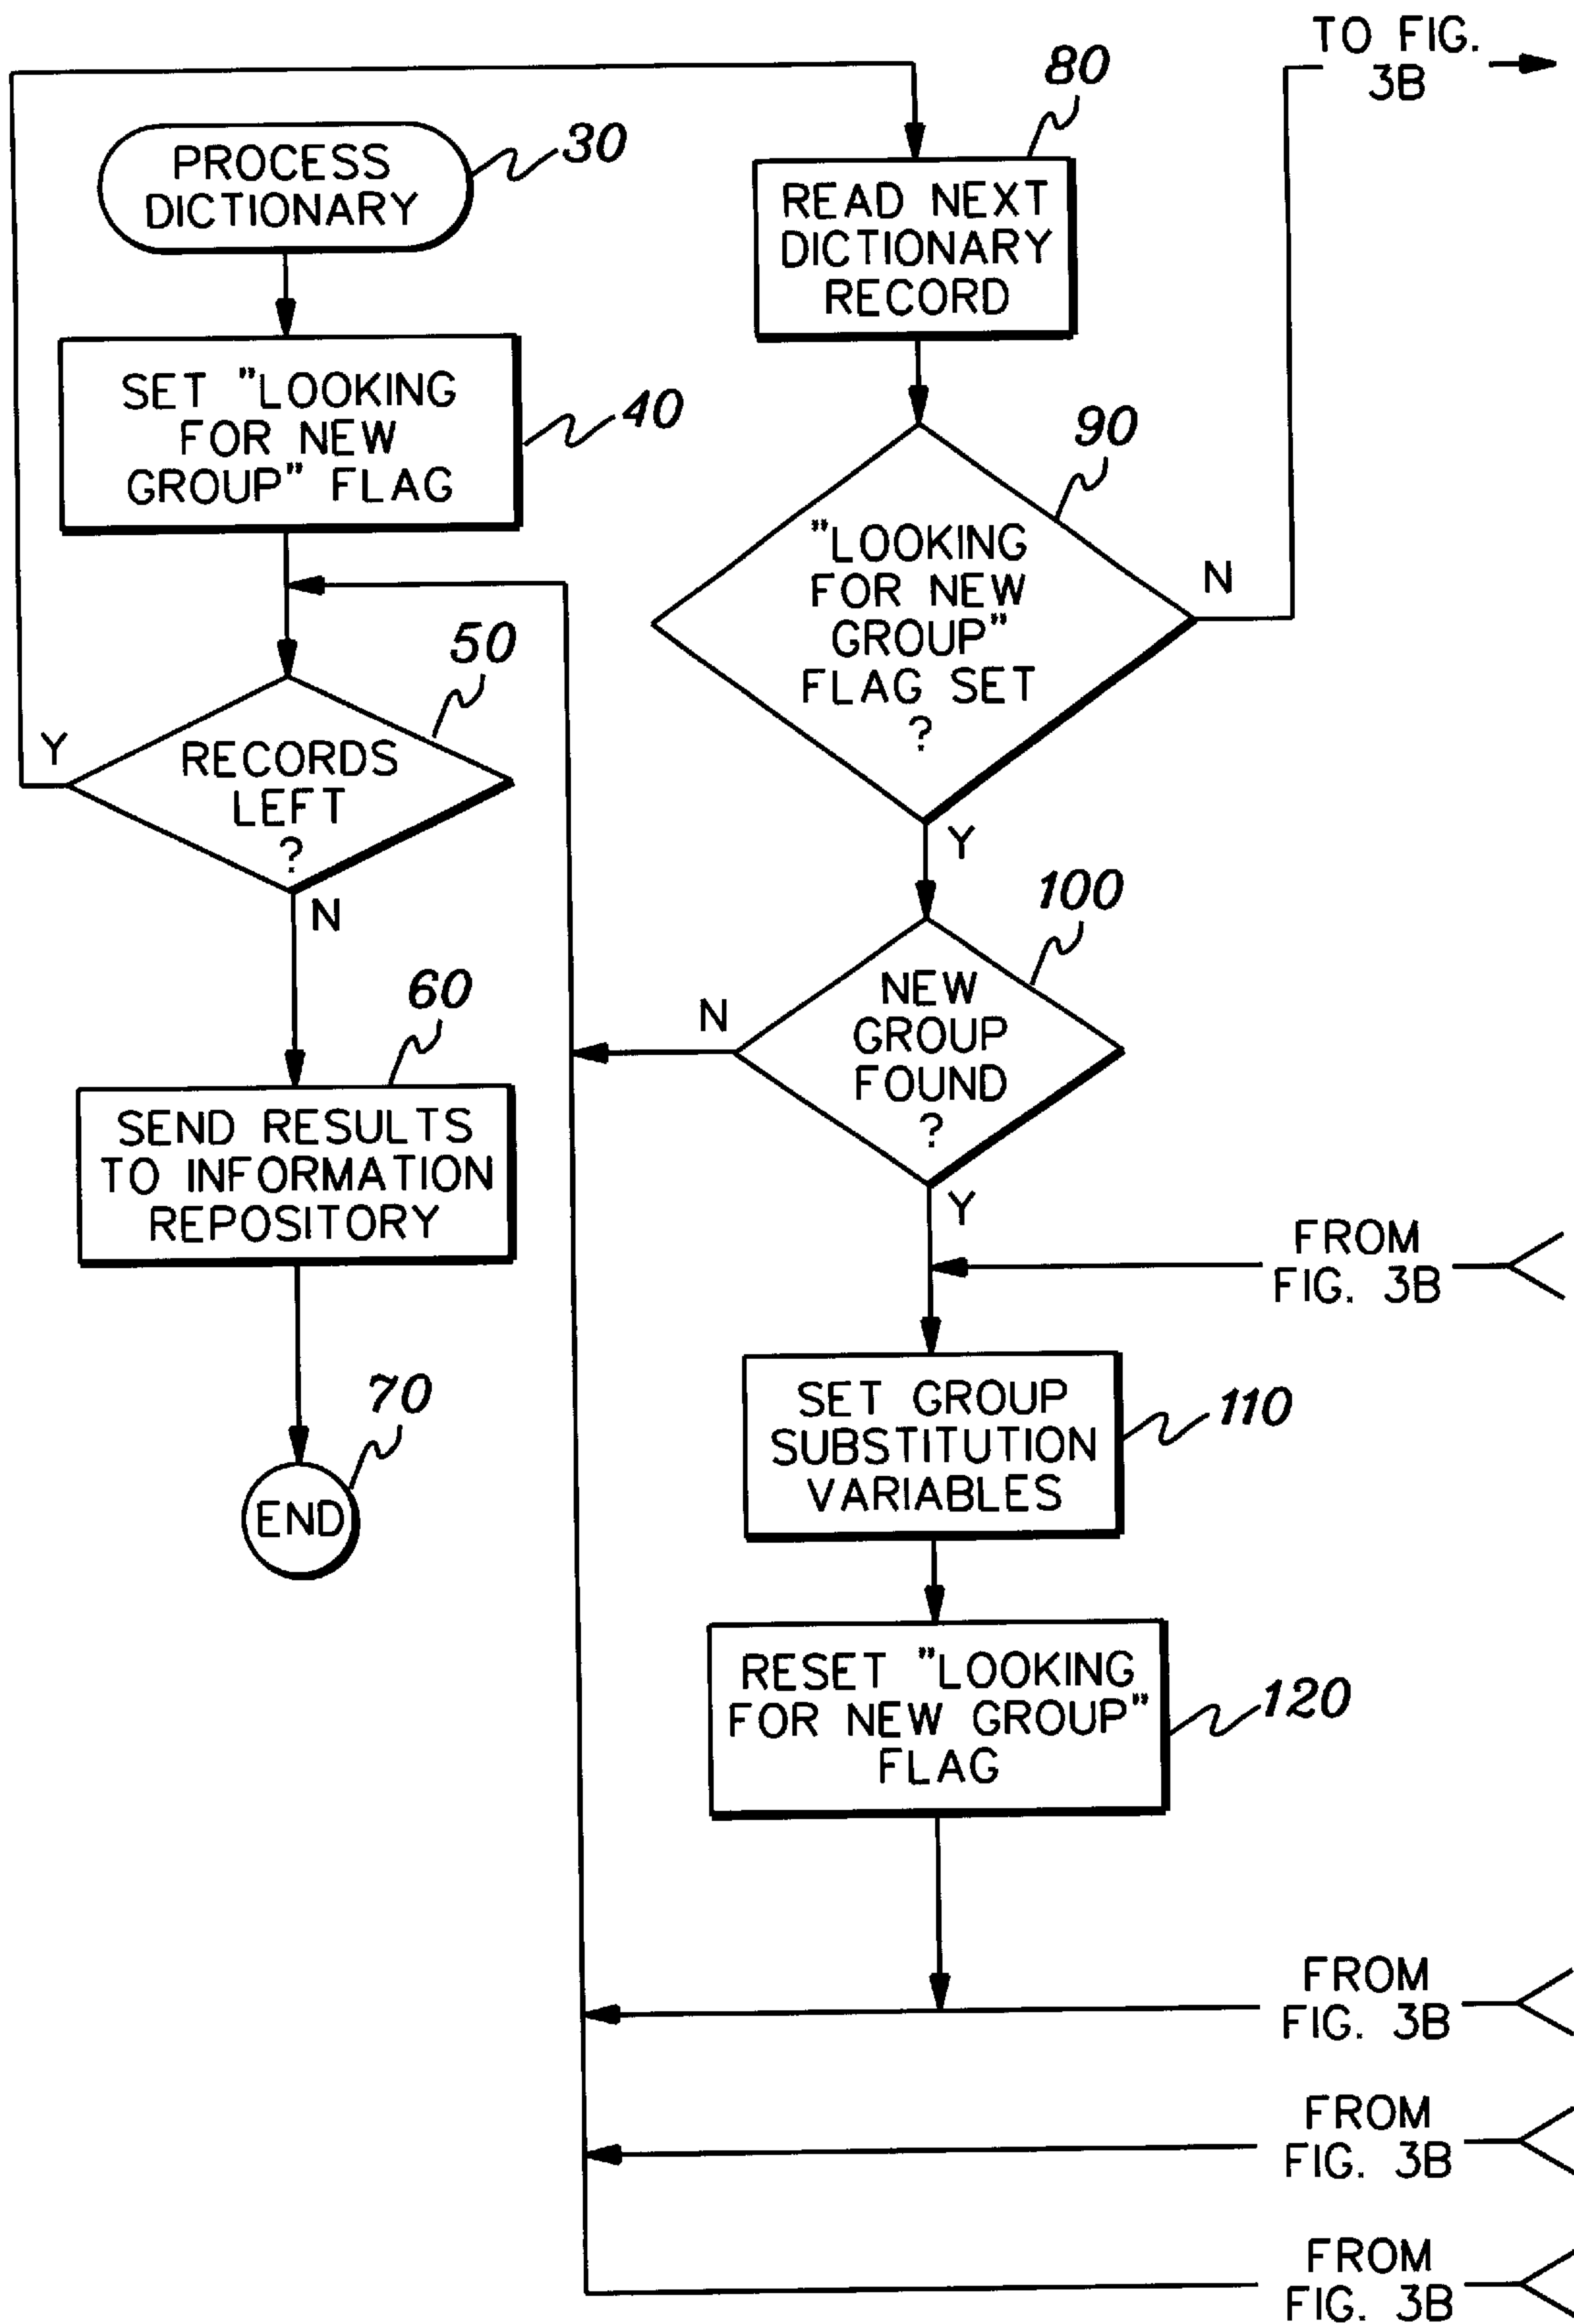 TO FIG.
3B
80
30
PROCESS
DICTIONARY
READ NEXT
DICTIONARY
RECORD
SET "LOOKING
FOR NEW
GROUP" FLAG
40
90
"LOOKING
FOR NEW
GROUP"
FLAG SET
?
N
Y
50
RECORDS
LEFT
?
Y
N
100
NEW
GROUP
FOUND
?
N
Y
60
SEND RESULTS
TO INFORMATION
REPOSITORY
FROM
FIG. 3B
70
END
SET GROUP
SUBSTITUTION
VARIABLES
110
RESET "LOOKING
FOR NEW GROUP"
FLAG
120
FROM
FIG. 3B
FROM
FIG. 3B
FROM
FIG. 3B